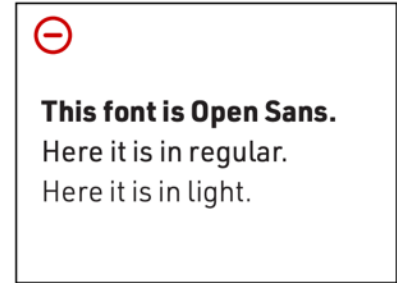 This font is Open Sans.
Here it is in regular.
Here it is in light.